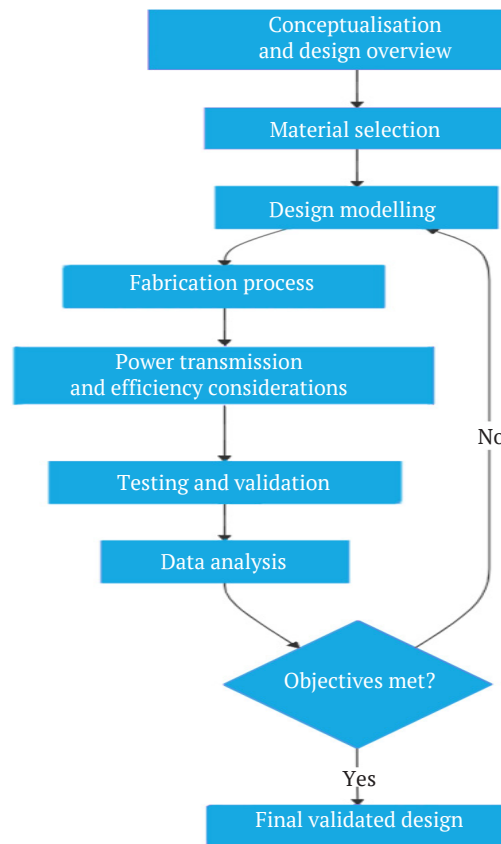 Conceptualisation
and design overview
Material selection
Design modelling
Fabrication process
Power transmission
and efficiency considerations
No
Testing and validation
Data analysis
Objectives met?
Yes
Final validated design